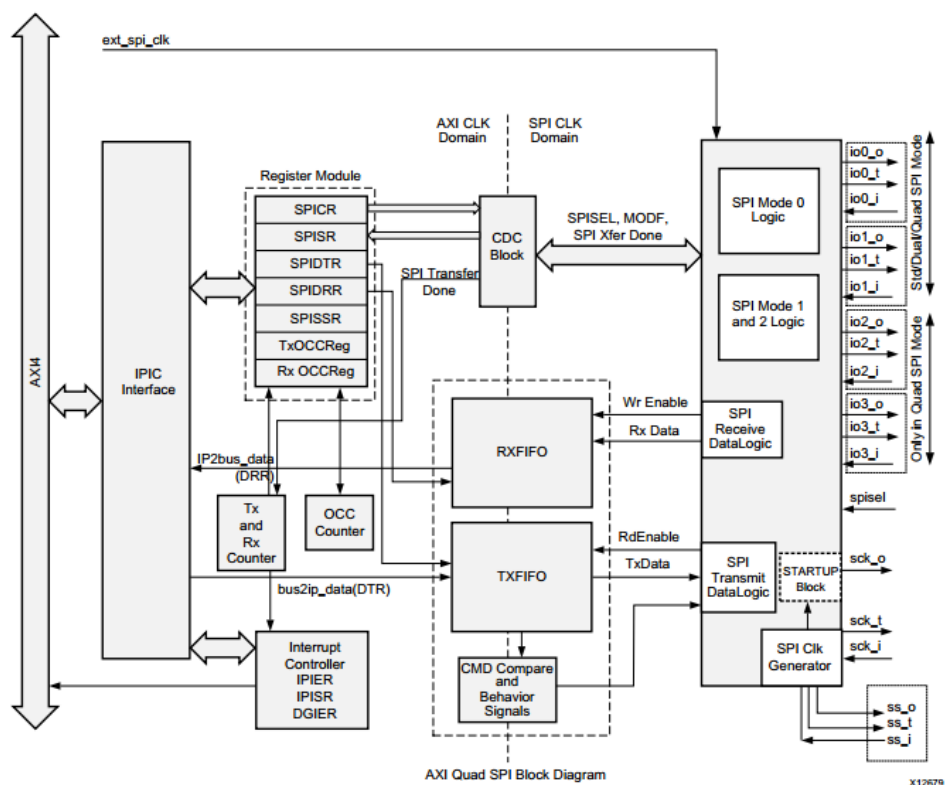 ext_spi_clk
AXI CLK
Domain
SPI CLK
Domain
AXI4
IPIC
Interface
Register Module
SPICR
SPISR
SPIDTR
SPIDRR
SPISSR
TxOCCReg
Rx OCCReg
CDC
Block
SPI Transfer
Done
SPISEL, MODF,
SPI Xfer Done
SPI Mode 0
Logic
SPI Mode 1
and 2 Logic
io0_o
io0_t
io0_i
io1_o
io1_t
io1_i
Std/Dual/Quad SPI Mode
io2_o
io2_t
io2_i
io3_o
io3_t
io3_i
Only in Quad SPI Mode
Wr Enable
Rx Data
SPI
Receive
DataLogic
RXFIFO
IP2bus_data
(DRR)
Tx
and
Rx
Counter
OCC
Counter
spisel
RdEnable
TxData
TXFIFO
SPI
Transmit
DataLogic
STARTUP
Block
sck_o
bus2ip_data(DTR)
sck_t
sck_i
SPI Clk
Generator
Interrupt
Controller
IPIER
IPISR
DGIER
CMD Compare
and
Behavior
Signals
ss_o
ss_t
ss_i
AXI Quad SPI Block Diagram
X12679